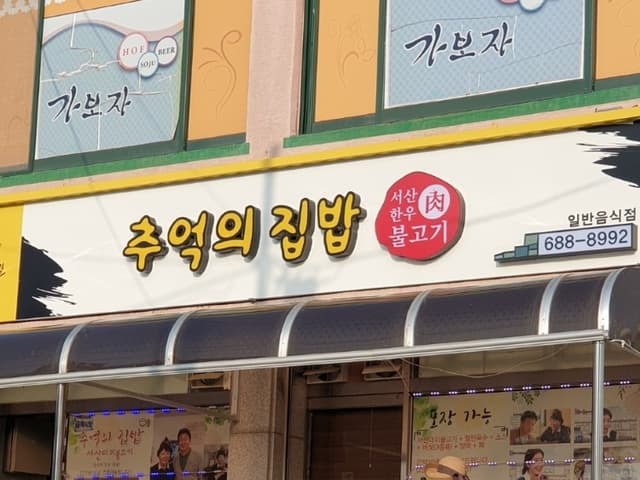 HOF
BEER
SOJU
가보자
가보자
추억의 집밥
서산
한우
肉
불고기
일반음식점
688-8992
추억의 집밥
포장 가능